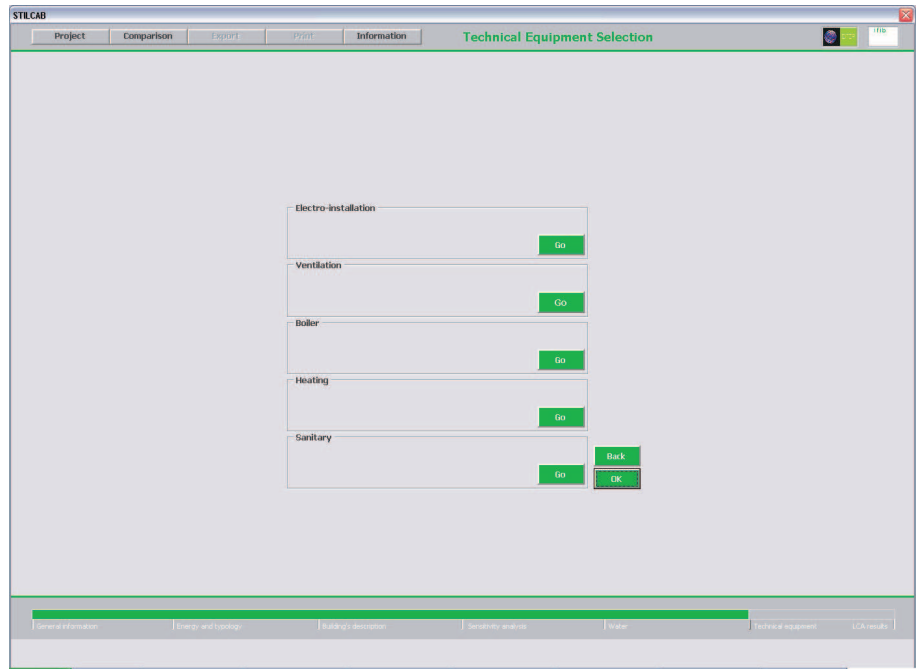 STILCAB
Project Comparison Export Print Information Technical Equipment Selection
ifib
Electro-installation
Go
Ventilation
Go
Boiler
Go
Heating
Go
Sanitary
Go
Back
OK
General information Energy and typology Building's description Sensitivity analysis Water Technical equipment LCA results